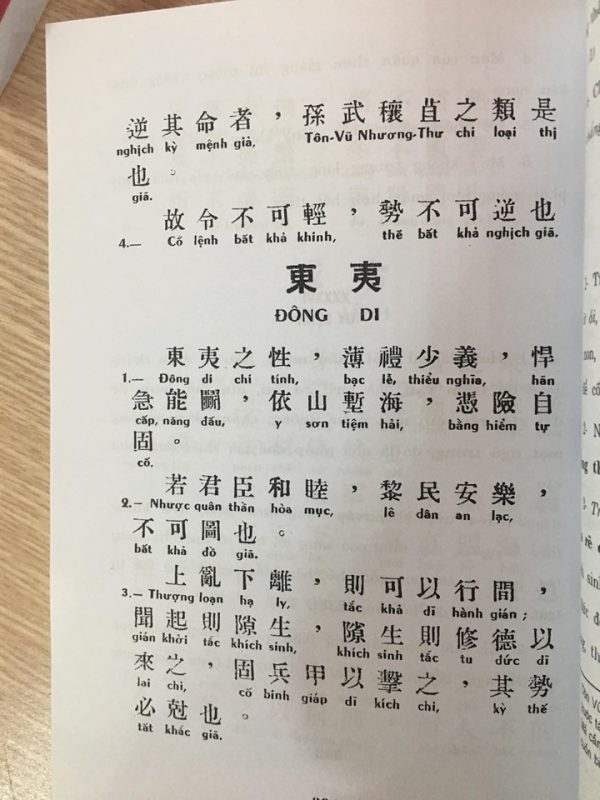 逆其命者，孫武穰苴之類是
nghịch kỳ mệnh giả, Tôn-Vũ Nhương-Thư chi loại thị
也。
giã.
故令不可輕，勢不可逆也
4.— Cố lệnh bất khả khinh, thế bất khả nghịch giã.
東夷
ĐÔNG DI
東夷之性，薄禮少義，悍
1.— Đông di chi tính, bạc lễ, thiểu nghĩa, hãn
急能鬭，依山塹海，憑險自
cấp, năng đấu, y sơn tiệm hải, bằng hiểm tự
固。
cố.
若君臣和睦，黎民安樂，
2.— Nhược quân thần hòa mục, lê dân an lạc,
不可圖也。
bất khả đồ giã.
上亂下離，則可以行間，
3.— Thượng loạn hạ ly, tắc khả dĩ hành gián ;
聞起則隙生，隙生則修德以
gián khởi tắc khích sinh, khích sinh tắc tu đức dĩ
來之，固兵甲以擊之，其勢
lai chi, cố binh giáp dĩ kích chi, kỳ thế
必尅也。
tất khắc giã.